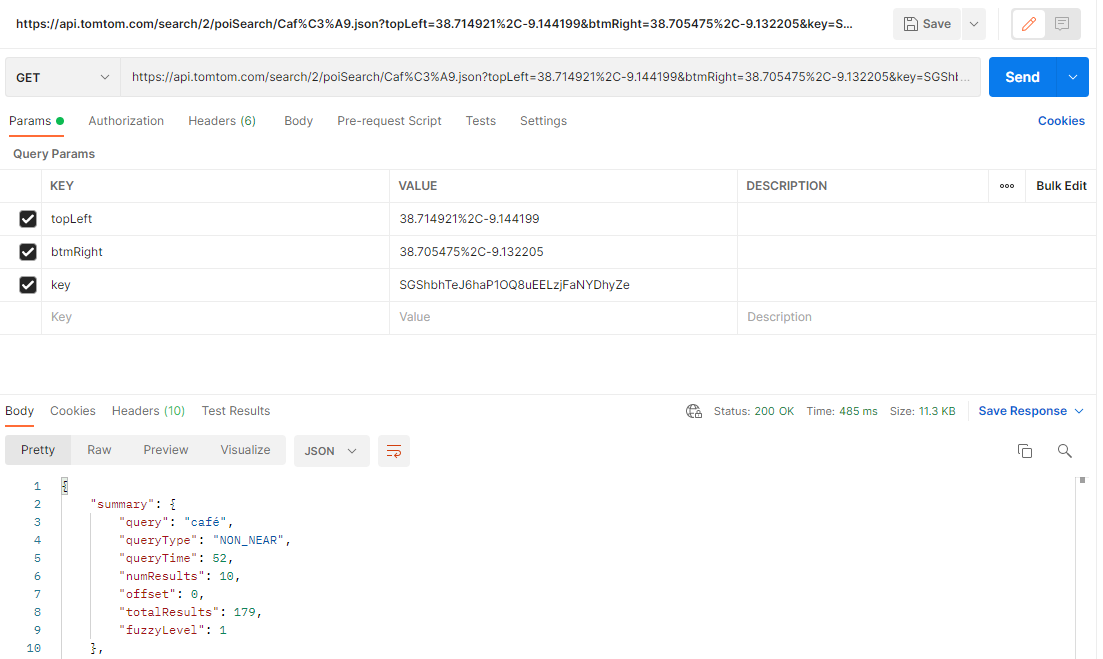 https://api.tomtom.com/search/2/poiSearch/Caf%C3%A9.json?topLeft=38.714921%2C-9.144199&btmRight=38.705475%2C-9.132205&key=S...
Save
GET
https://api.tomtom.com/search/2/poiSearch/Caf%C3%A9.json?topLeft=38.714921%2C-9.144199&btmRight=38.705475%2C-9.132205&key=SGShb...
Send
Params Authorization Headers (6) Body Pre-request Script Tests Settings Cookies
Query Params
KEY VALUE DESCRIPTION ooo Bulk Edit
topLeft 38.714921%2C-9.144199
btmRight 38.705475%2C-9.132205
key SGShbhTeJ6haP1OQ8uEELzjFaNYDhyZe
Key Value Description
Body Cookies Headers (10) Test Results Status: 200 OK Time: 485 ms Size: 11.3 KB Save Response
Pretty Raw Preview Visualize JSON
1 {
2 "summary": {
3 "query": "café",
4 "queryType": "NON_NEAR",
5 "queryTime": 52,
6 "numResults": 10,
7 "offset": 0,
8 "totalResults": 179,
9 "fuzzyLevel": 1
10 },